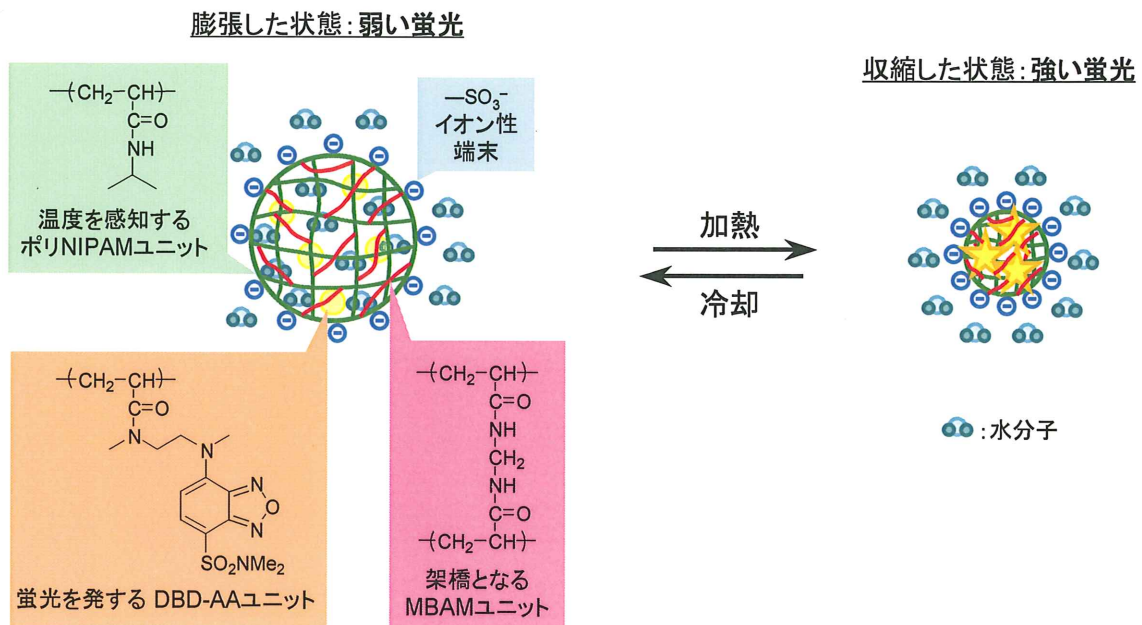 膨張した状態：弱い蛍光
収縮した状態：強い蛍光
—(CH₂–CH)—
C=O
NH
温度を感知する
ポリNIPAMユニット
—SO₃⁻
イオン性
端末
加熱
冷却
—(CH₂–CH)—
C=O
N
N
N
O
N
SO₂NMe₂
蛍光を発する DBD-AAユニット
—(CH₂–CH)—
C=O
NH
CH₂
NH
C=O
—(CH₂–CH)—
架橋となる
MBAMユニット
：水分子